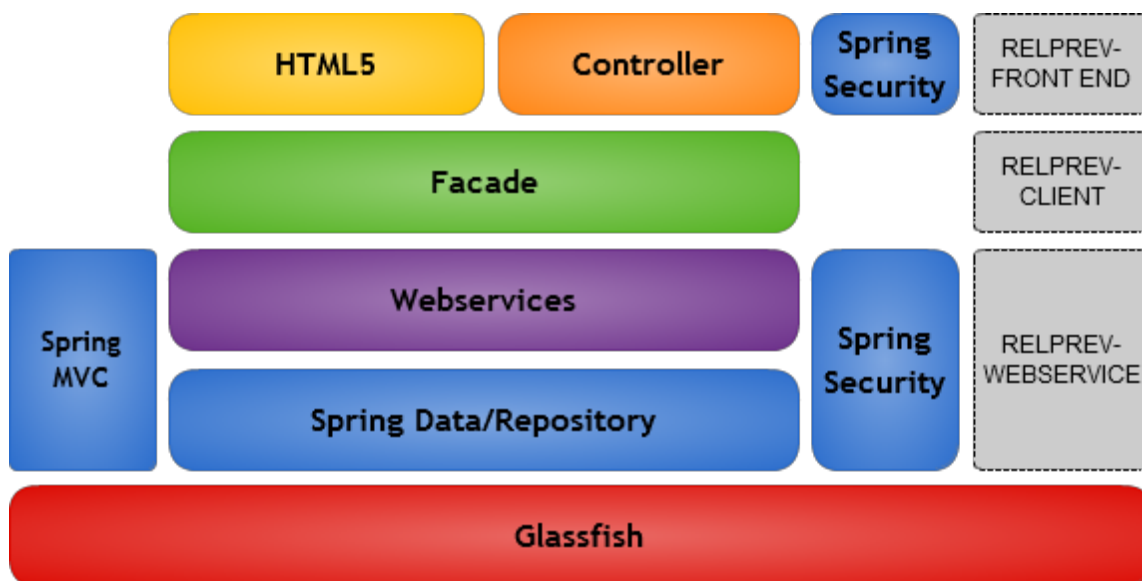 HTML5
Controller
Spring
Security
RELPREV-
FRONT END
Facade
RELPREV-
CLIENT
Spring
MVC
Webservices
Spring Data/Repository
Spring
Security
RELPREV-
WEBSERVICE
Glassfish